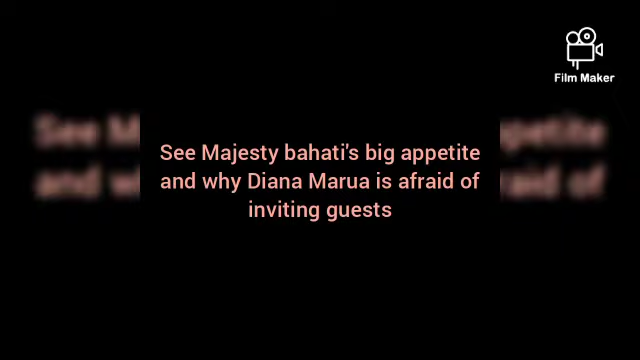 Film Maker
See Majesty bahati's big appetite
and why Diana Marua is afraid of
inviting guests